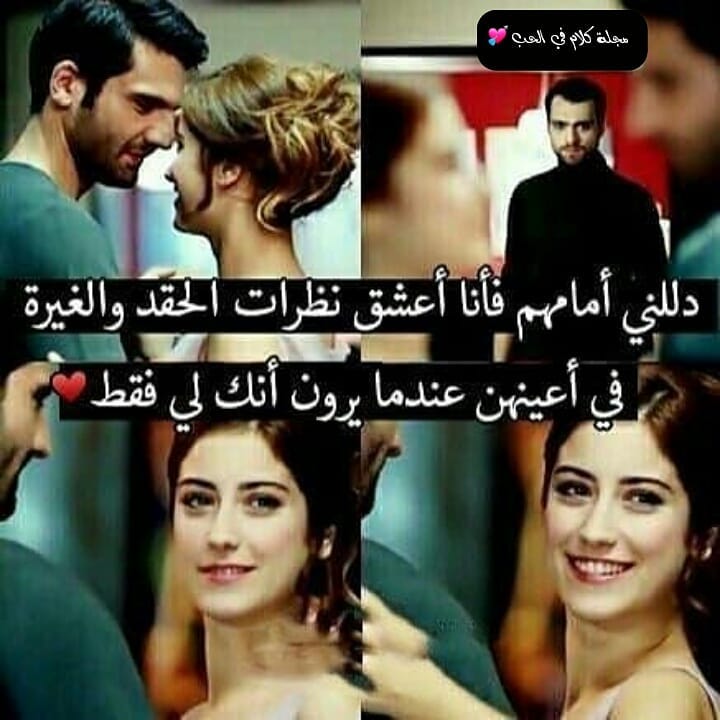 مجلة كلام في الحب 💘
دللني أمامهم فأنا أعشق نظرات الحقد والغيرة
في أعينهن عندما يرون أنك لي فقط ♥